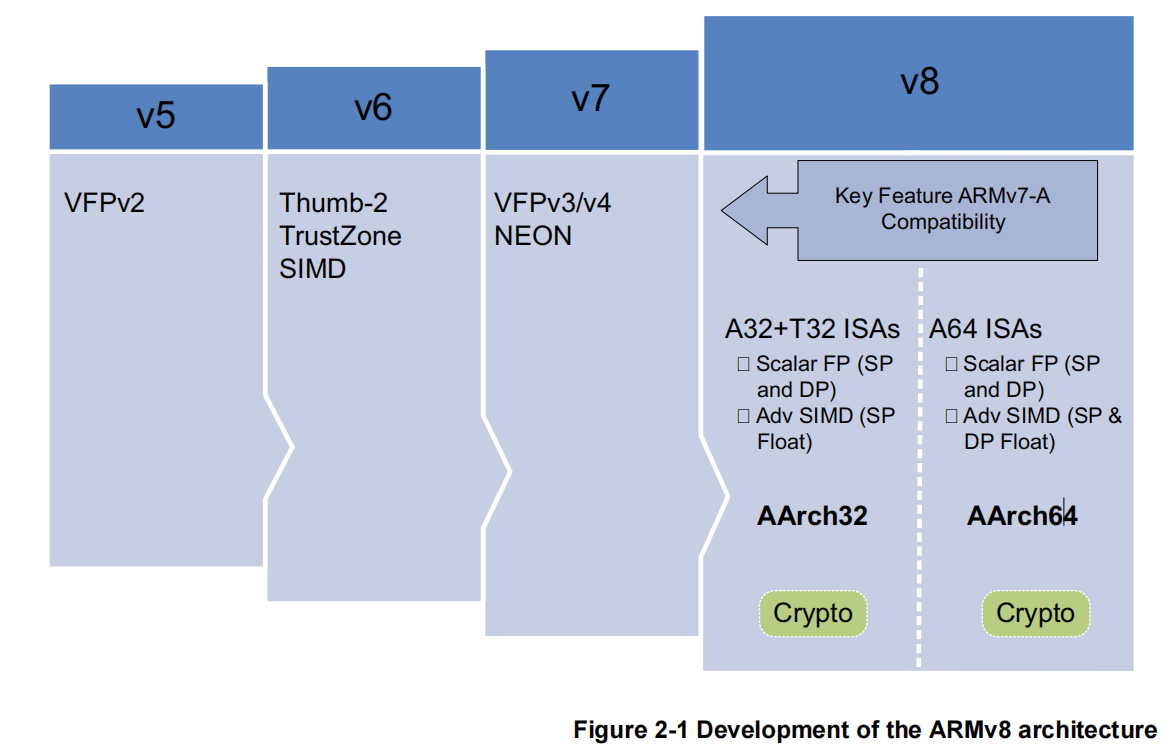 v5
v6
v7
v8
VFPv2
Thumb-2
TrustZone
SIMD
VFPv3/v4
NEON
Key Feature ARMv7-A
Compatibility
A32+T32 ISAs
□ Scalar FP (SP
and DP)
□ Adv SIMD (SP
Float)
AArch32
Crypto
A64 ISAs
□ Scalar FP (SP
and DP)
□ Adv SIMD (SP &
DP Float)
AArch64
Crypto
Figure 2-1 Development of the ARMv8 architecture